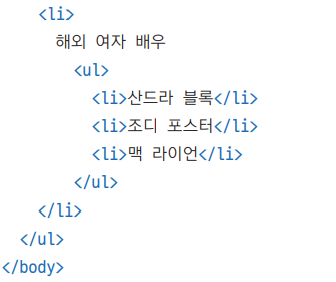 <li>
해외 여자 배우
<ul>
<li>산드라 블록</li>
<li>조디 포스터</li>
<li>맥 라이언</li>
</ul>
</li>
</ul>
</body>